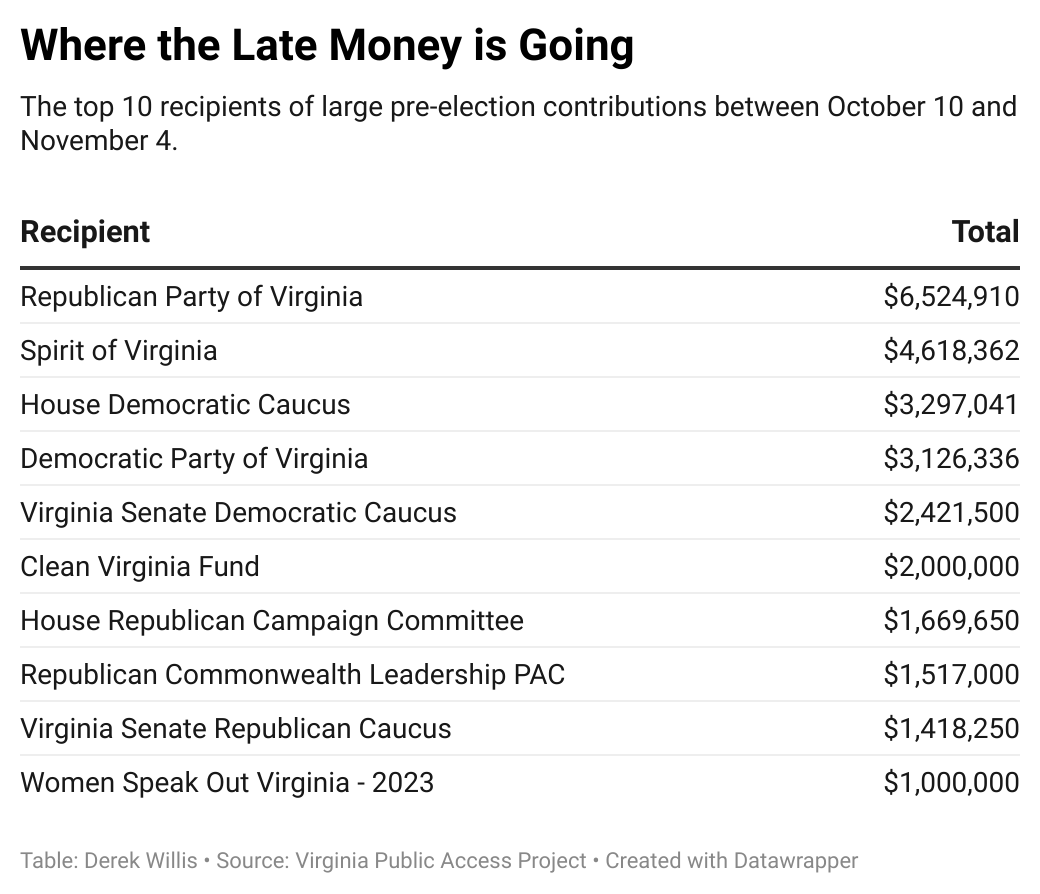 Where the Late Money is Going
The top 10 recipients of large pre-election contributions between October 10 and
November 4.
Recipient Total
Republican Party of Virginia $6,524,910
Spirit of Virginia $4,618,362
House Democratic Caucus $3,297,041
Democratic Party of Virginia $3,126,336
Virginia Senate Democratic Caucus $2,421,500
Clean Virginia Fund $2,000,000
House Republican Campaign Committee $1,669,650
Republican Commonwealth Leadership PAC $1,517,000
Virginia Senate Republican Caucus $1,418,250
Women Speak Out Virginia - 2023 $1,000,000
Table: Derek Willis • Source: Virginia Public Access Project • Created with Datawrapper